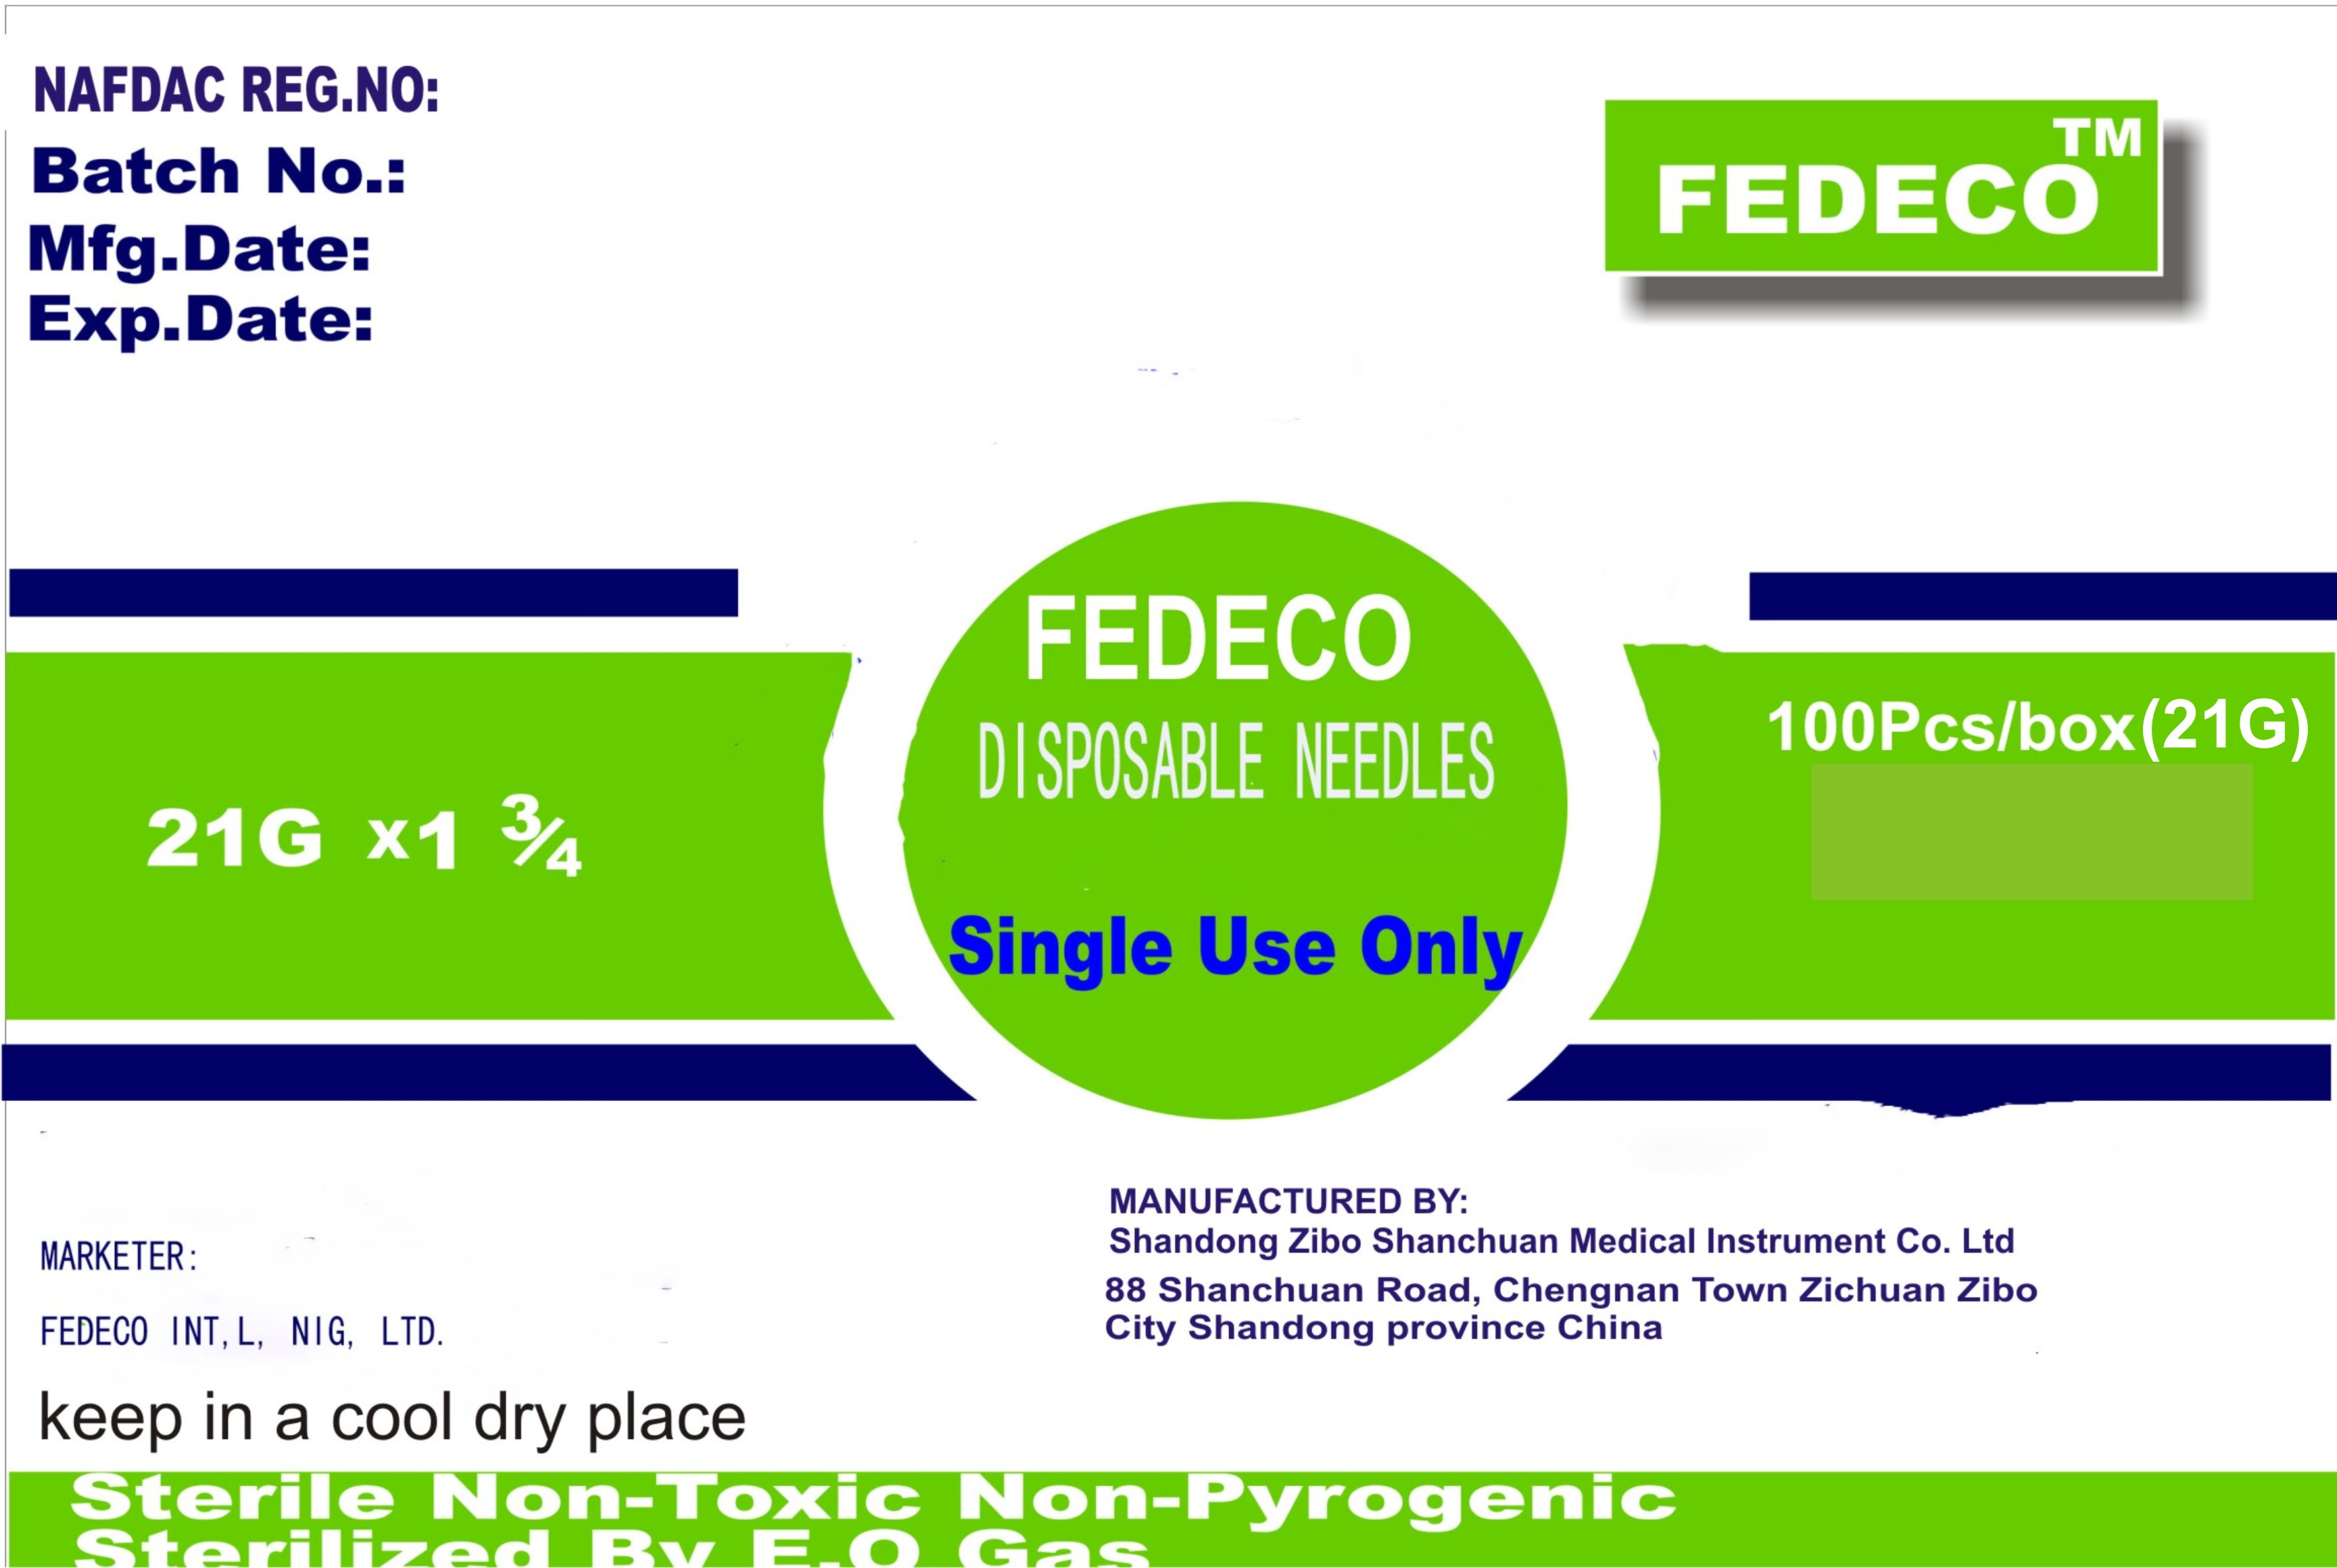 NAFDAC REG.NO:
Batch No.:
Mfg.Date:
Exp.Date:
FEDECO™
FEDECO
DISPOSABLE NEEDLES
Single Use Only
21G x1 ¾
100Pcs/box(21G)
MARKETER:
FEDECO INT,L, NIG, LTD.
keep in a cool dry place
MANUFACTURED BY:
Shandong Zibo Shanchuan Medical Instrument Co. Ltd
88 Shanchuan Road, Chengnan Town Zichuan Zibo
City Shandong province China
Sterile Non-Toxic Non-Pyrogenic
Sterilized By E.O Gas